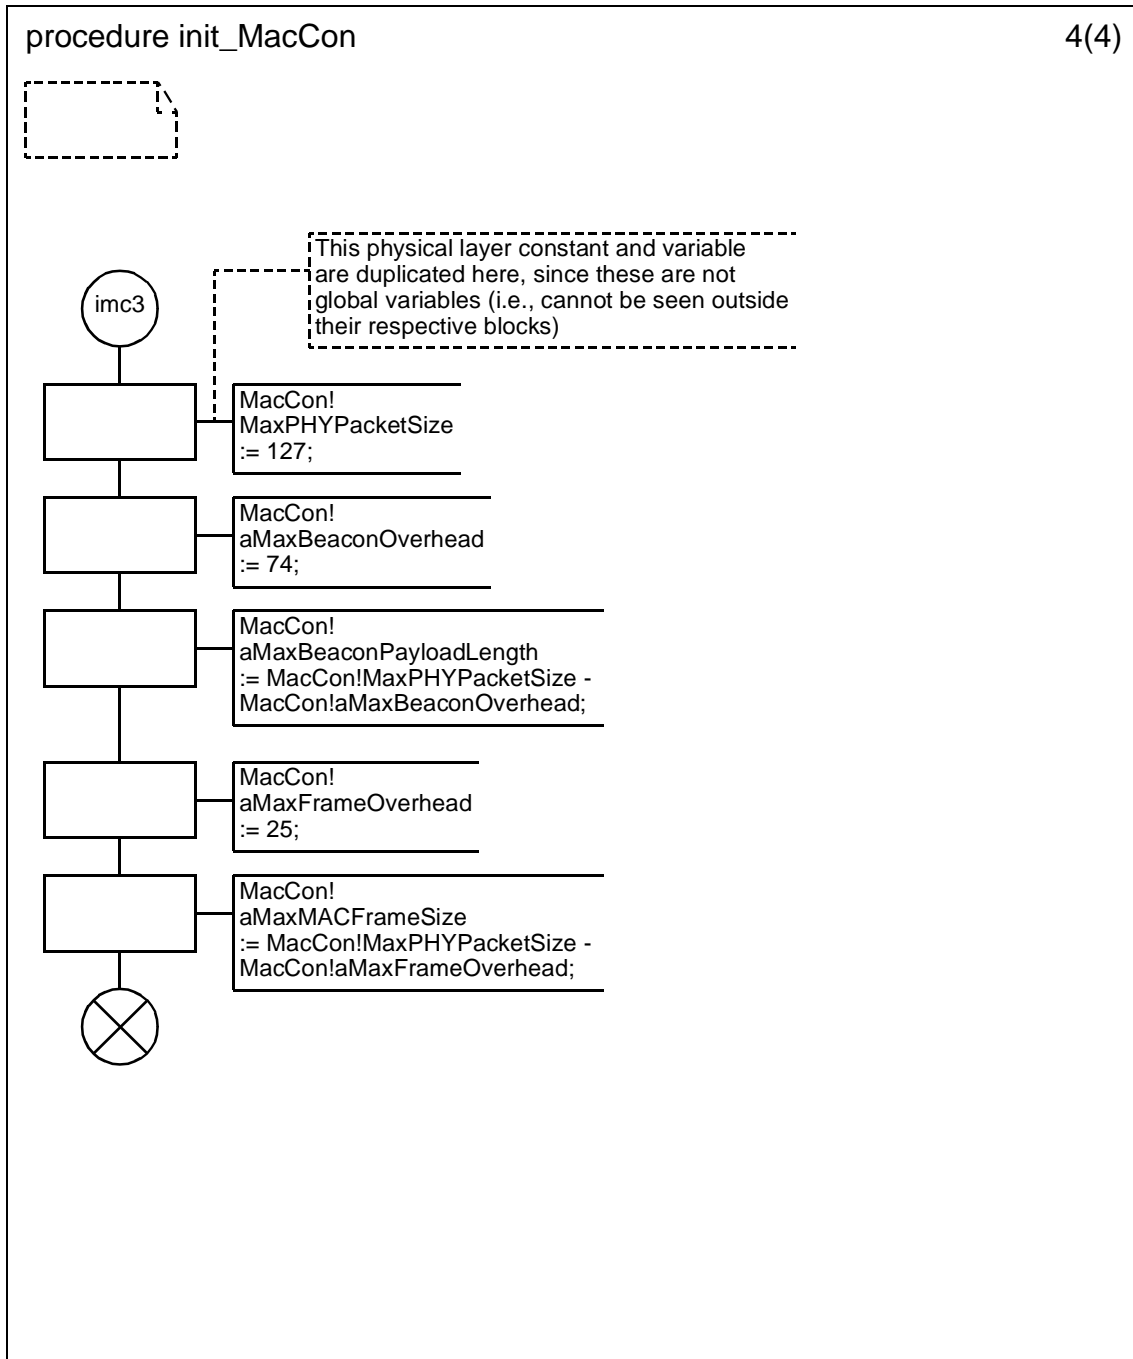 procedure init_MacCon
4(4)
This physical layer constant and variable
are duplicated here, since these are not
global variables (i.e., cannot be seen outside
their respective blocks)
imc3
MacCon!
MaxPHYPacketSize
:= 127;
MacCon!
aMaxBeaconOverhead
:= 74;
MacCon!
aMaxBeaconPayloadLength
:= MacCon!MaxPHYPacketSize -
MacCon!aMaxBeaconOverhead;
MacCon!
aMaxFrameOverhead
:= 25;
MacCon!
aMaxMACFrameSize
:= MacCon!MaxPHYPacketSize -
MacCon!aMaxFrameOverhead;